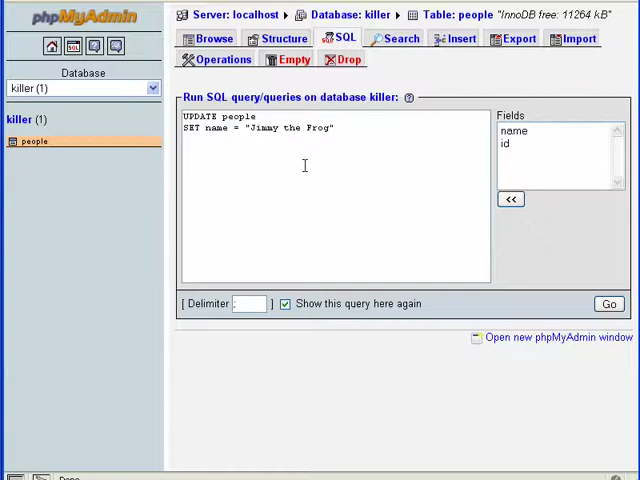 phpMyAdmin
Server: localhost Database: killer Table: people "InnoDB free: 11264 kB"
Browse Structure SQL Search Insert Export Import
Operations Empty Drop
SQL
Database
killer (1)
killer (1)
people
Run SQL query/queries on database killer:
UPDATE people
SET name = "Jimmy the Frog"
Fields
name
id
<<
[ Delimiter ; ] Show this query here again
Go
Open new phpMyAdmin window
Done